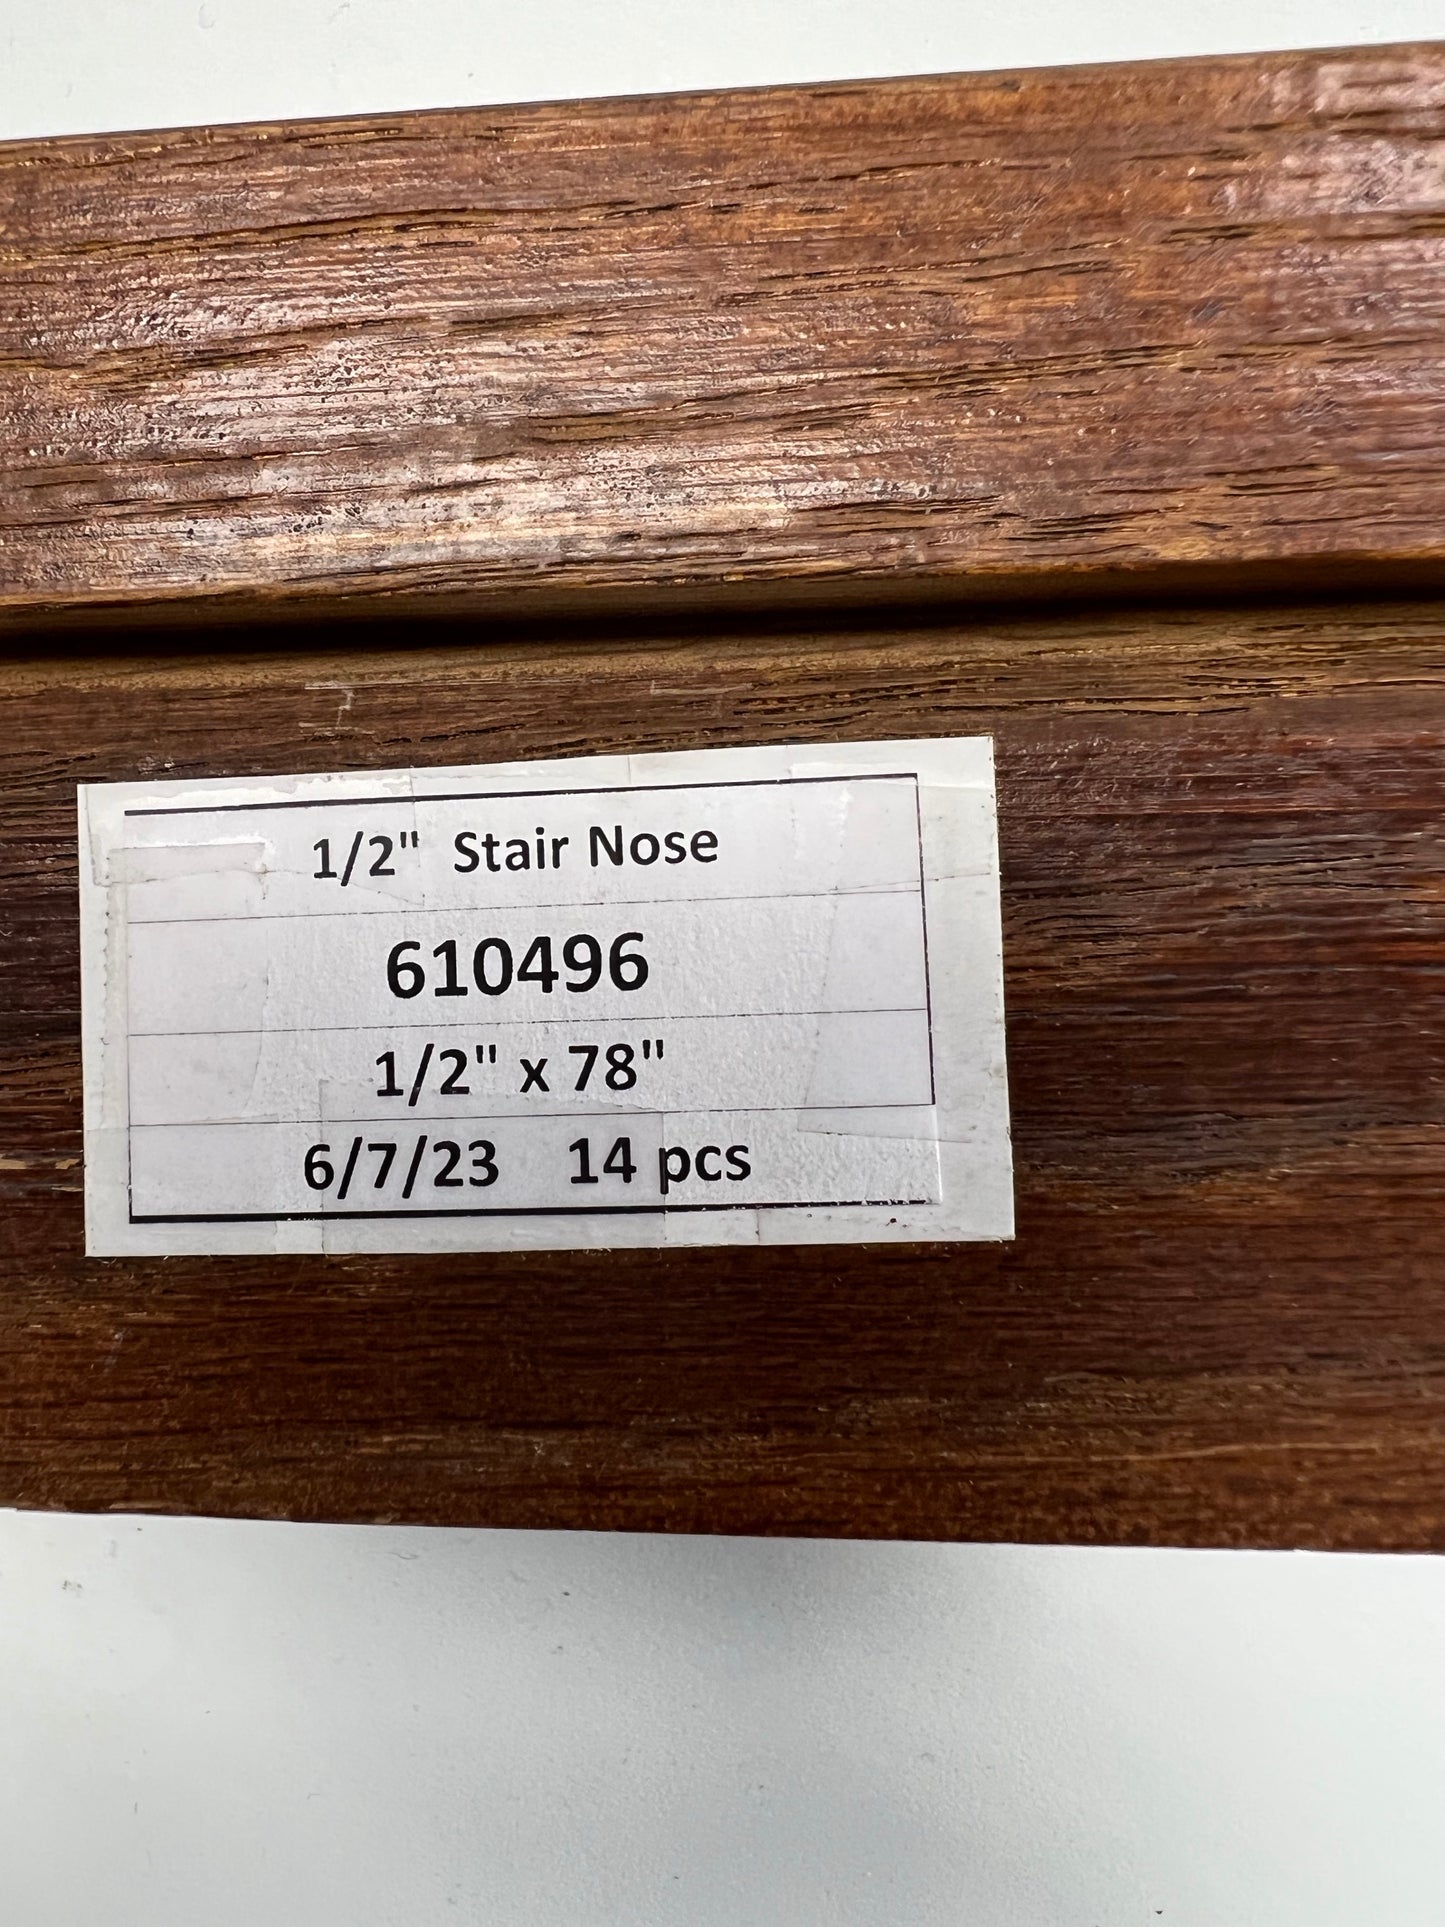 1/2" Stair Nose
610496
1/2" x 78"
6/7/23 14 pcs